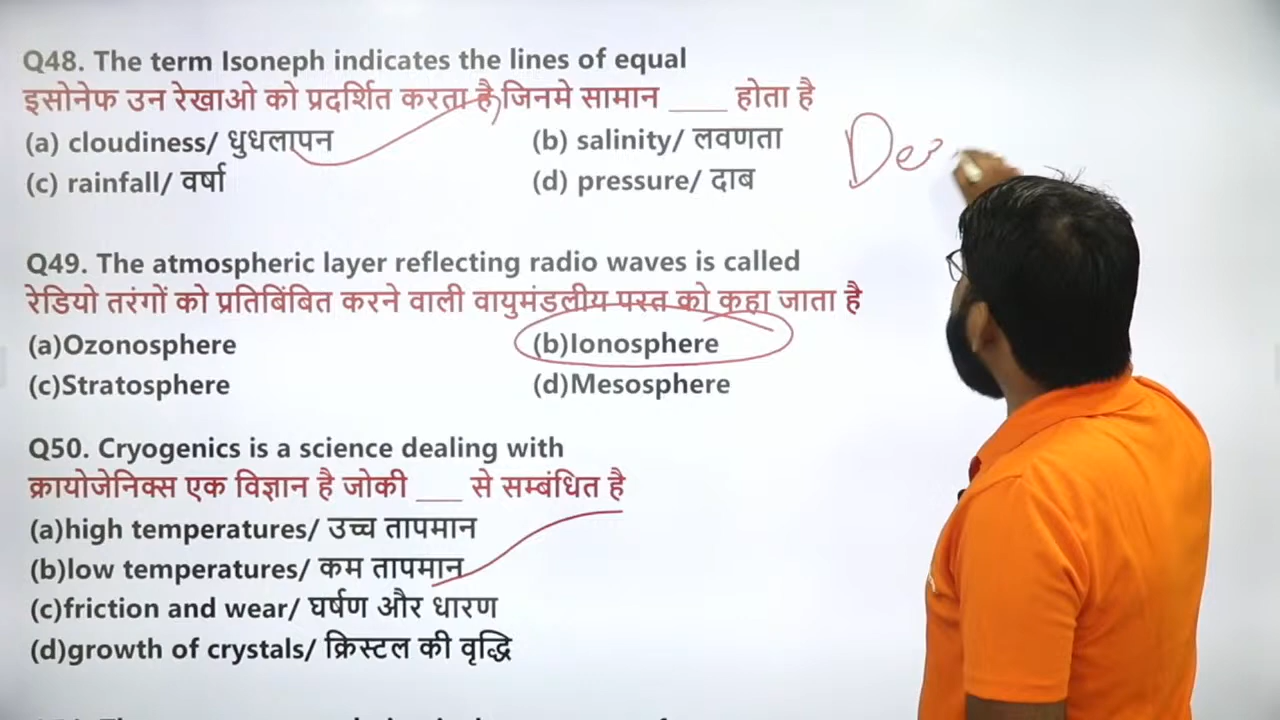 Q48. The term Isoneph indicates the lines of equal
इसोनेफ उन रेखाओ को प्रदर्शित करता है जिनमे सामान ____ होता है
(a) cloudiness/ धुधलापन (b) salinity/ लवणता
(c) rainfall/ वर्षा (d) pressure/ दाब
Q49. The atmospheric layer reflecting radio waves is called
रेडियो तरंगों को प्रतिबिंबित करने वाली वायुमंडलीय परत को कहा जाता है
(a)Ozonosphere (b)Ionosphere
(c)Stratosphere (d)Mesosphere
Q50. Cryogenics is a science dealing with
क्रायोजेनिक्स एक विज्ञान है जोकी ____ से सम्बंधित है
(a)high temperatures/ उच्च तापमान
(b)low temperatures/ कम तापमान
(c)friction and wear/ घर्षण और धारण
(d)growth of crystals/ क्रिस्टल की वृद्धि